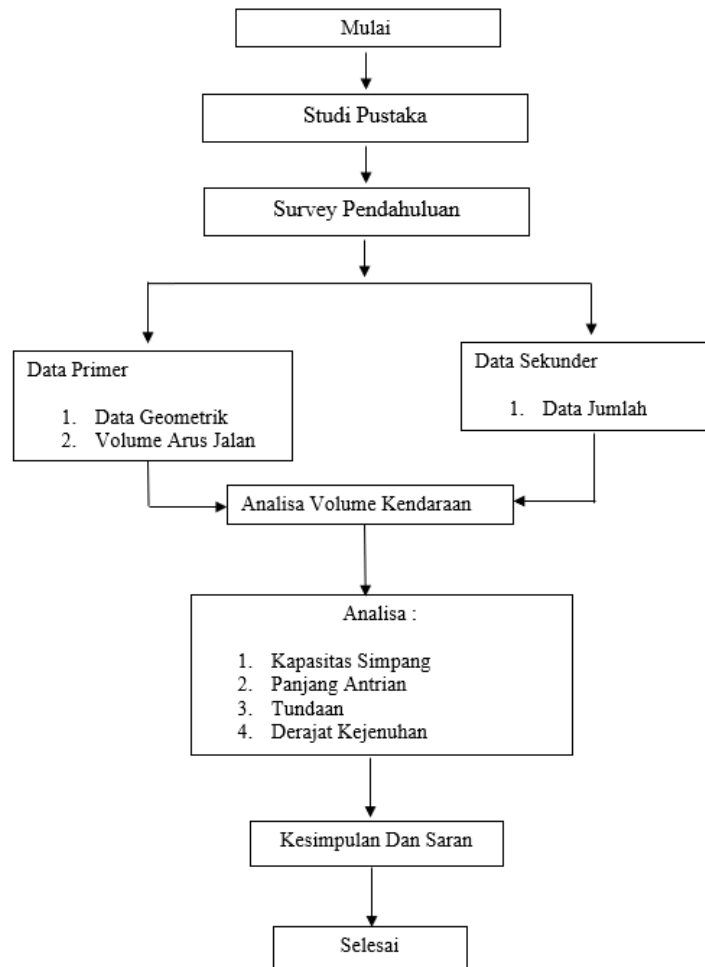 Mulai
Studi Pustaka
Survey Pendahuluan
Data Primer
1. Data Geometrik
2. Volume Arus Jalan
Data Sekunder
1. Data Jumlah
Analisa Volume Kendaraan
Analisa :
1. Kapasitas Simpang
2. Panjang Antrian
3. Tundaan
4. Derajat Kejenuhan
Kesimpulan Dan Saran
Selesai